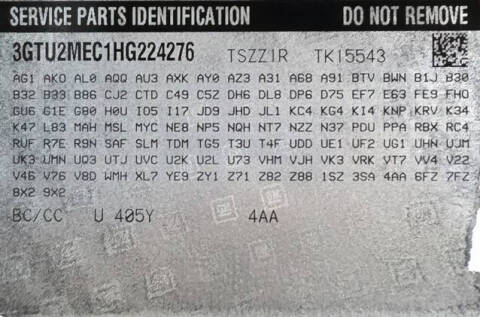 SERVICE PARTS IDENTIFICATION DO NOT REMOVE
3GTU2MEC1HG224276 TSZZ1R TK15543
AG1 AKO AL0 AQQ AU3 AXK AY0 AZ3 A31 A68 A91 BTV BWN B1J B30
B32 B33 B86 CJ2 CTD C49 C5Z DH6 DL8 DP6 D75 EF7 E63 FE9 FHO
GU6 G1E G80 H0U IO5 I17 JD9 JHD JL1 KC4 KG4 KI4 KNP KRV K34
K47 L83 MAH MSL MYC NE8 NP5 NQH NT7 NZZ N37 PDU PPA RBX RC4
RUF R7E R9N SAF SLM TDM TG5 T3U T4F UDD UE1 UF2 UG1 UHN UJM
UK3 UMN UQ3 UTJ UVC U2K U2L U73 VHM VJH VK3 VRK VT7 VV4 V22
V46 V76 V8D WMH XL7 YE9 ZY1 Z71 Z82 Z88 1SZ 3SA 4AA 6FZ 7FZ
8X2 9X2
BC/CC U 405Y 4AA